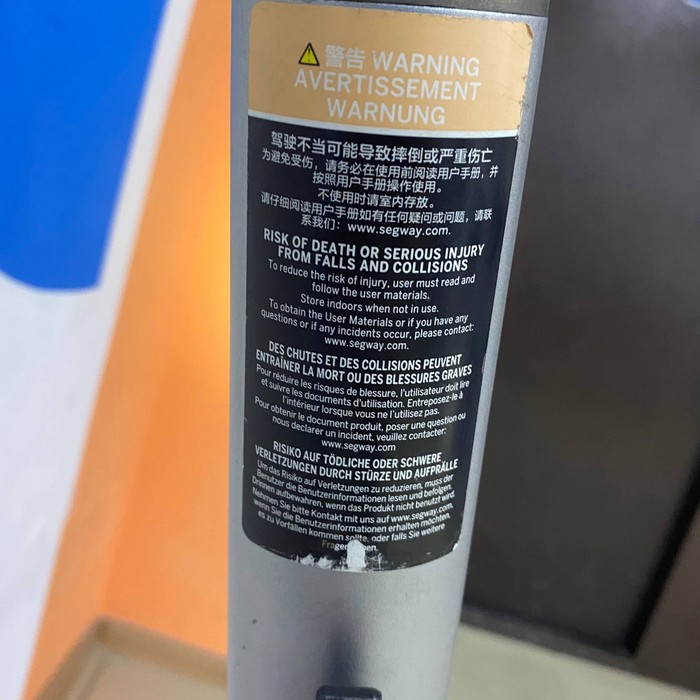 警告 WARNING
AVERTISSEMENT
WARNUNG
驾驶不当可能导致摔倒或严重伤亡
为避免受伤，请务必在使用前阅读用户手册，并
按照用户手册操作使用。
不使用时请室内存放。
请仔细阅读用户手册如有任何疑问或问题，请联
系我们：www.segway.com.
RISK OF DEATH OR SERIOUS INJURY
FROM FALLS AND COLLISIONS
To reduce the risk of injury, user must read and
follow the user materials.
Store indoors when not in use.
To obtain the User Materials or if you have any
questions or if any incidents occur, please contact:
www.segway.com.
DES CHUTES ET DES COLLISIONS PEUVENT
ENTRAÎNER LA MORT OU DES BLESSURES GRAVES
Pour réduire les risques de blessure, l'utilisateur doit lire
et suivre les documents d'utilisation. Entreposez-le à
l'intérieur lorsque vous ne l'utilisez pas.
Pour obtenir le document produit, poser une question ou
nous declarer un incident, veuillez contacter:
www.segway.com
RISIKO AUF TÖDLICHE ODER SCHWERE
VERLETZUNGEN DURCH STÜRZE UND AUFPRÄLLE
Um das Risiko auf Verletzungen zu reduzieren, muss der
Benutzer die Benutzerinformationen lesen und befolgen.
Drinnen aufbewahren, wenn das Produkt nicht benutzt wird.
Nehmen Sie bitte Kontakt mit uns auf www.segway.com,
wenn Sie die Benutzerinformationen erhalten möchten,
es zu Vorfällen kommen sollte, oder falls Sie weitere